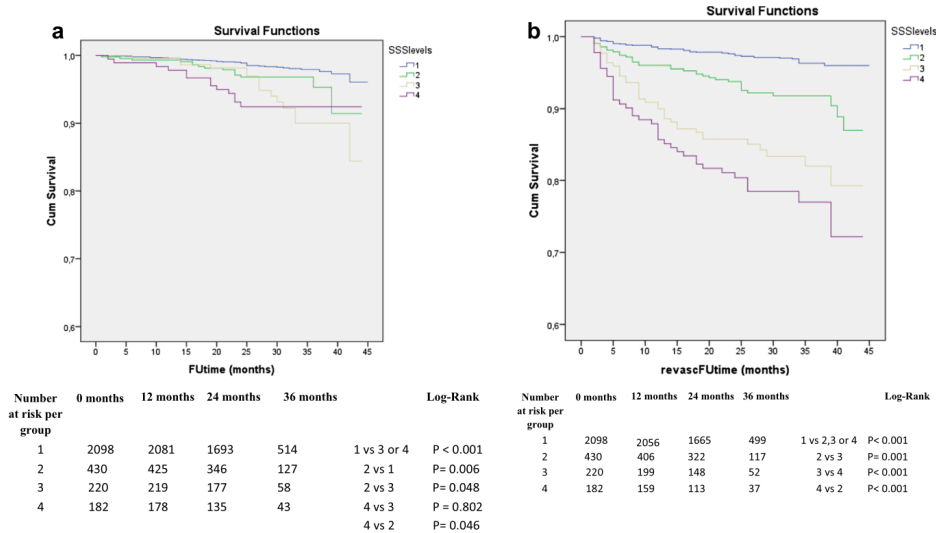 a
Survival Functions
SSSlevels
1
2
3
4
1,0
0,9
0,8
0,7
0,6
Cum Survival
0 5 10 15 20 25 30 35 40 45
FUtime (months)
Number at risk per group 0 months 12 months 24 months 36 months Log-Rank
1 2098 2081 1693 514 1 vs 3 or 4 P< 0.001
2 430 425 346 127 2 vs 1 P= 0.006
3 220 219 177 58 2 vs 3 P= 0.048
4 182 178 135 43 4 vs 3 P = 0.802
4 vs 2 P= 0.046
b
Survival Functions
SSSlevels
1
2
3
4
1,0
0,9
0,8
0,7
0,6
Cum Survival
0 5 10 15 20 25 30 35 40 45
revascFUtime (months)
Number at risk per group 0 months 12 months 24 months 36 months Log-Rank
1 2098 2056 1665 499 1 vs 2,3 or 4 P< 0.001
2 430 406 322 117 2 vs 3 P= 0.001
3 220 199 148 52 3 vs 4 P< 0.001
4 182 159 113 37 4 vs 2 P< 0.001